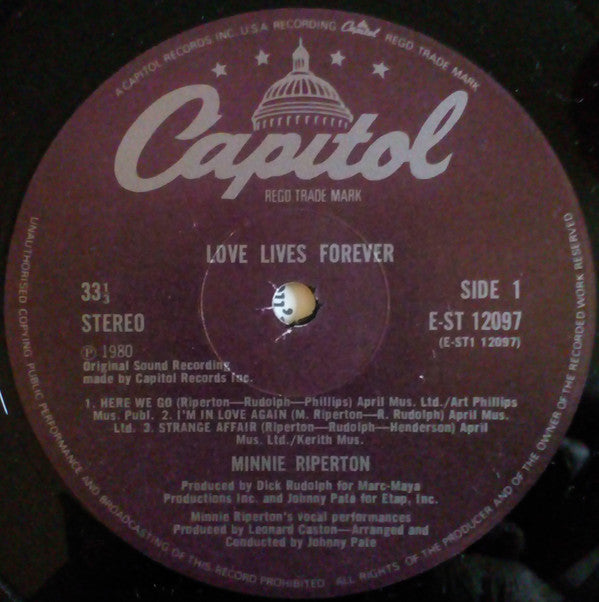 A CAPITOL RECORDS INC. U.S.A. RECORDING Capitol REGD TRADE MARK
Capitol
REGD TRADE MARK
LOVE LIVES FOREVER
33⅓
STEREO
SIDE 1
E-ST 12097
(E-ST1 12097)
Ⓟ 1980
Original Sound Recording
made by Capitol Records Inc.
1. HERE WE GO (Riperton—Rudolph—Phillips) April Mus. Ltd./Art Phillips
Mus. Publ. 2. I'M IN LOVE AGAIN (M. Riperton—R. Rudolph) April Mus.
Ltd. 3. STRANGE AFFAIR (Riperton—Rudolph—Henderson) April
Mus. Ltd./Kerith Mus.
MINNIE RIPERTON
Produced by Dick Rudolph for Marc-Maya
Productions Inc. and Johnny Pate for Etap, Inc.
Minnie Riperton's vocal performances
Produced by Leonard Caston—Arranged and
Conducted by Johnny Pate
UNAUTHORISED COPYING PUBLIC PERFORMANCE AND BROADCASTING OF THIS RECORD PROHIBITED ALL RIGHTS OF THE PRODUCER AND OF THE OWNER OF THE RECORDED WORK RESERVED